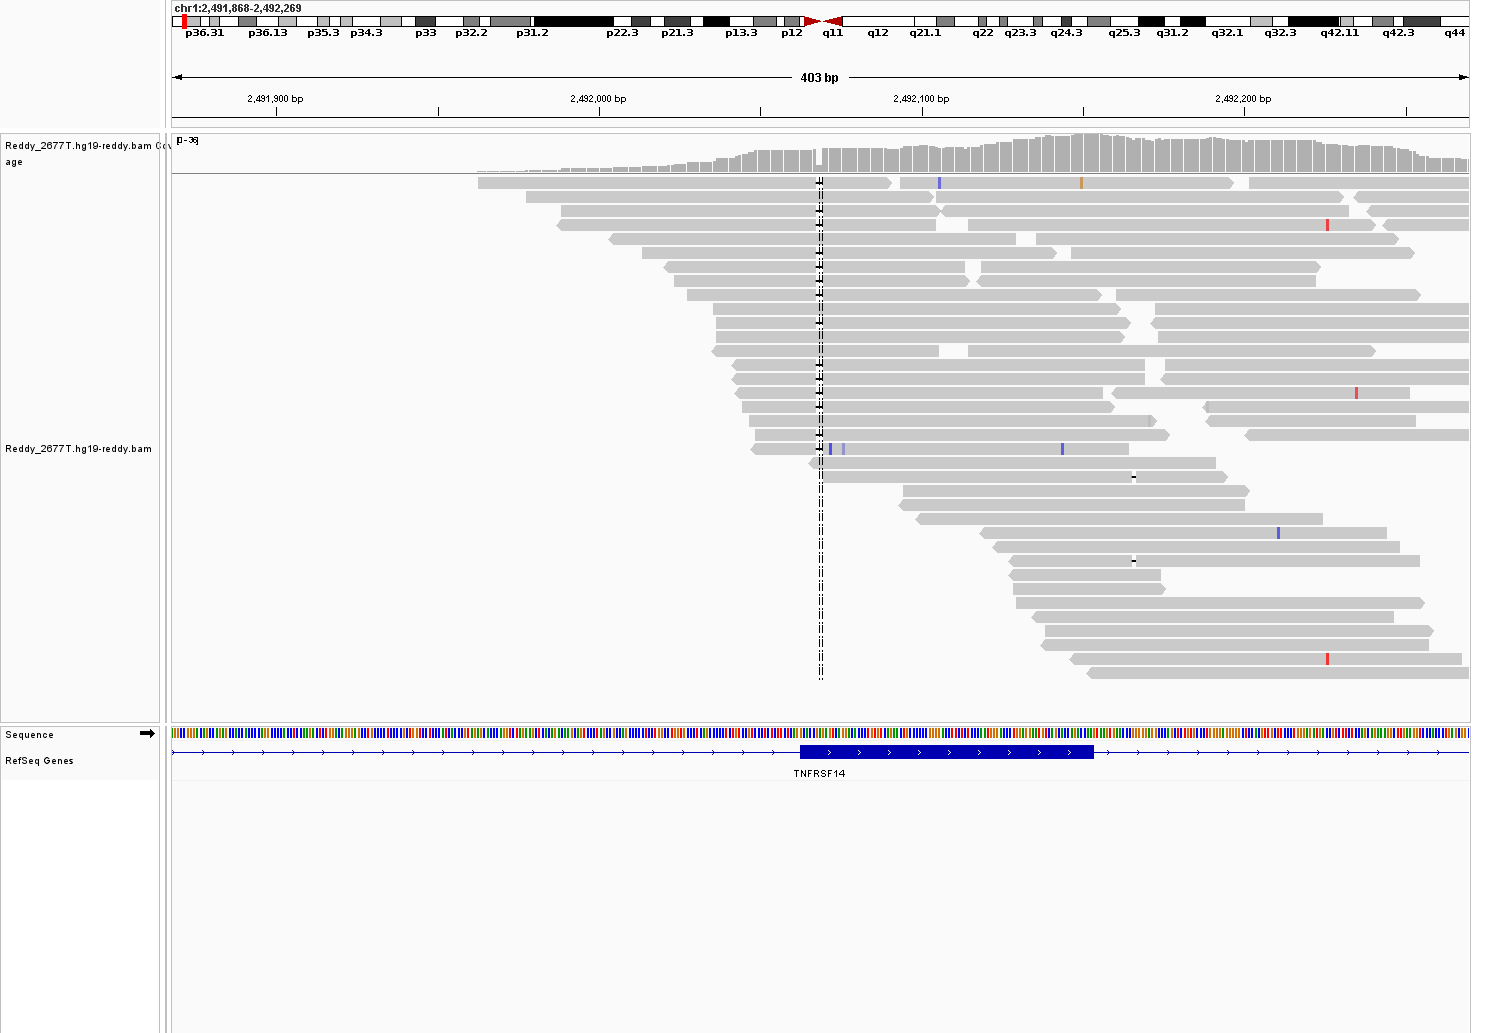 chr1:2,491,868-2,492,269
p36.31 p36.13 p35.3 p34.3 p33 p32.2 p31.2 p22.3 p21.3 p13.3 p12 q11 q12 q21.1 q22 q23.3 q24.3 q25.3 q31.2 q32.1 q32.3 q42.11 q42.3 q44
403 bp
2,491,900 bp 2,492,000 bp 2,492,100 bp 2,492,200 bp
[0-36]
Reddy_2677T.hg19-reddy.bam Cov
age
Reddy_2677T.hg19-reddy.bam
Sequence
RefSeq Genes
TNFRSF14